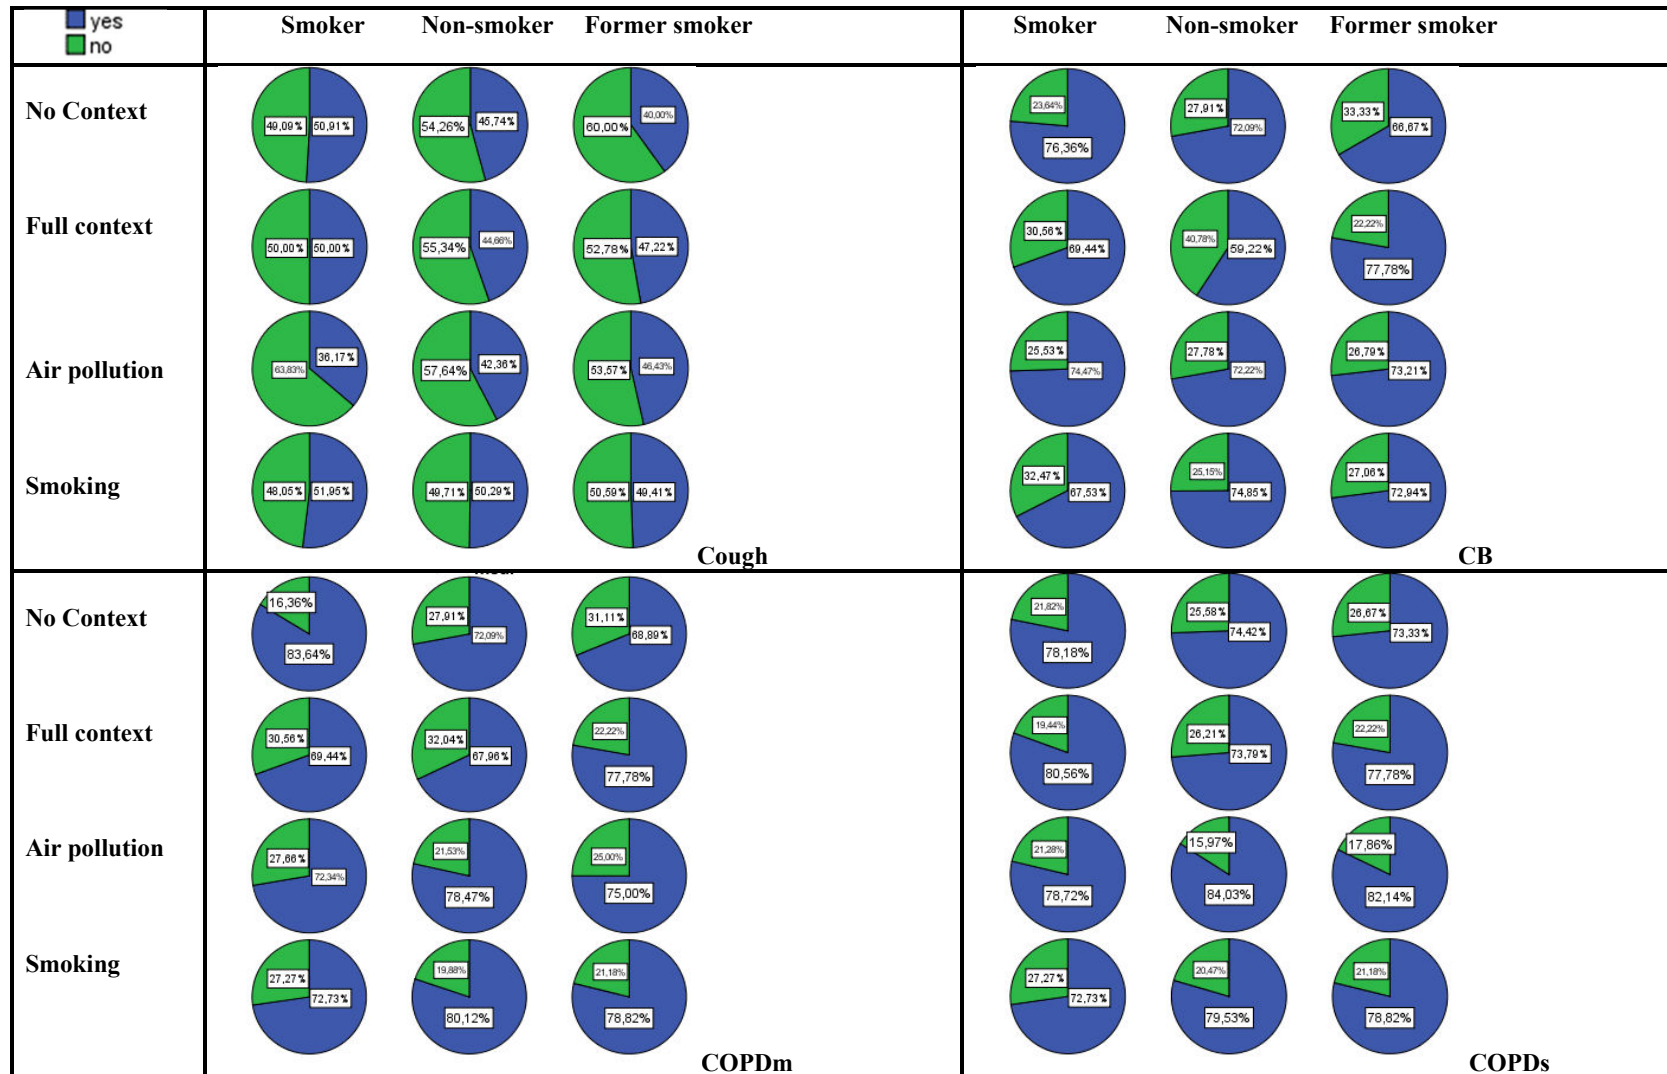 yes
no
Smoker Non-smoker Former smoker
Smoker Non-smoker Former smoker
No Context
49,09% 50,91% 54,26% 45,74% 60,00% 40,00%
23,64% 76,36% 27,91% 72,09% 33,33% 66,67%
Full context
50,00% 50,00% 55,34% 44,66% 52,78% 47,22%
30,56% 69,44% 40,78% 59,22% 22,22% 77,78%
Air pollution
63,83% 36,17% 57,64% 42,36% 53,57% 46,43%
25,53% 74,47% 27,78% 72,22% 26,79% 73,21%
Smoking
48,05% 51,95% 49,71% 50,29% 50,59% 49,41%
32,47% 67,53% 25,15% 74,85% 27,06% 72,94%
Cough
CB
No Context
16,36% 83,64% 27,91% 72,09% 31,11% 68,89%
21,82% 78,18% 25,58% 74,42% 26,67% 73,33%
Full context
30,56% 69,44% 32,04% 67,96% 22,22% 77,78%
19,44% 80,56% 26,21% 73,79% 22,22% 77,78%
Air pollution
27,66% 72,34% 21,53% 78,47% 25,00% 75,00%
21,28% 78,72% 15,97% 84,03% 17,86% 82,14%
Smoking
27,27% 72,73% 19,88% 80,12% 21,18% 78,82%
27,27% 72,73% 20,47% 79,53% 21,18% 78,82%
COPDm
COPDs